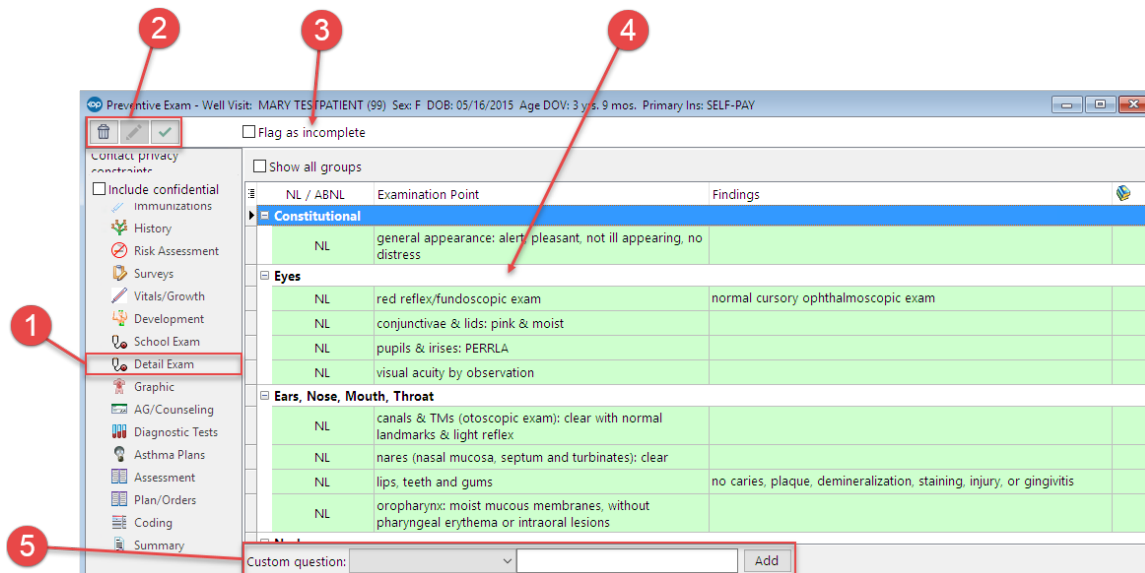 2
3
4
op Preventive Exam - Well Visit: MARY TESTPATIENT (99) Sex: F DOB: 05/16/2015 Age DOV: 3 yrs. 9 mos. Primary Ins: SELF-PAY
Flag as incomplete
Contact privacy
constraints
Show all groups
Include confidential
NL / ABNL Examination Point Findings
Immunizations
Constitutional
History
NL general appearance: alert, pleasant, not ill appearing, no
distress
Risk Assessment
Surveys
Eyes
Vitals/Growth
NL red reflex/fundoscopic exam normal cursory ophthalmoscopic exam
Development
NL conjunctivae & lids: pink & moist
1
School Exam
NL pupils & irises: PERRLA
Detail Exam
NL visual acuity by observation
Graphic
Ears, Nose, Mouth, Throat
AG/Counseling
NL canals & TMs (otoscopic exam): clear with normal
landmarks & light reflex
Diagnostic Tests
Asthma Plans
NL nares (nasal mucosa, septum and turbinates): clear
Assessment
NL lips, teeth and gums no caries, plaque, demineralization, staining, injury, or gingivitis
Plan/Orders
NL oropharynx: moist mucous membranes, without
pharyngeal erythema or intraoral lesions
Coding
Summary
5
Custom question: Add